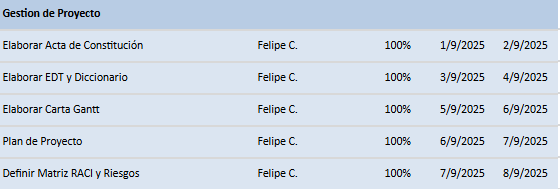 Gestion de Proyecto
Elaborar Acta de Constitución Felipe C. 100% 1/9/2025 2/9/2025
Elaborar EDT y Diccionario Felipe C. 100% 3/9/2025 4/9/2025
Elaborar Carta Gantt Felipe C. 100% 5/9/2025 6/9/2025
Plan de Proyecto Felipe C. 100% 6/9/2025 7/9/2025
Definir Matriz RACI y Riesgos Felipe C. 100% 7/9/2025 8/9/2025